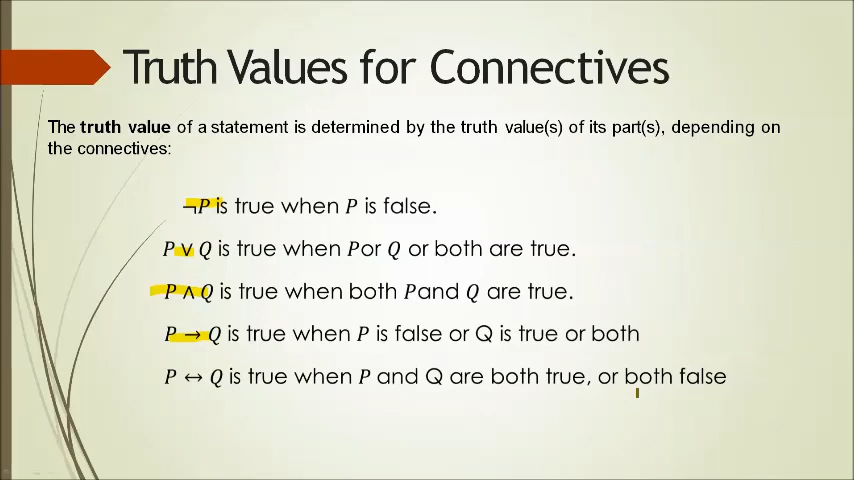 Truth Values for Connectives
The truth value of a statement is determined by the truth value(s) of its part(s), depending on
the connectives:
¬P is true when P is false.
P ∨ Q is true when P or Q or both are true.
P ∧ Q is true when both P and Q are true.
P → Q is true when P is false or Q is true or both
P ↔ Q is true when P and Q are both true, or both false